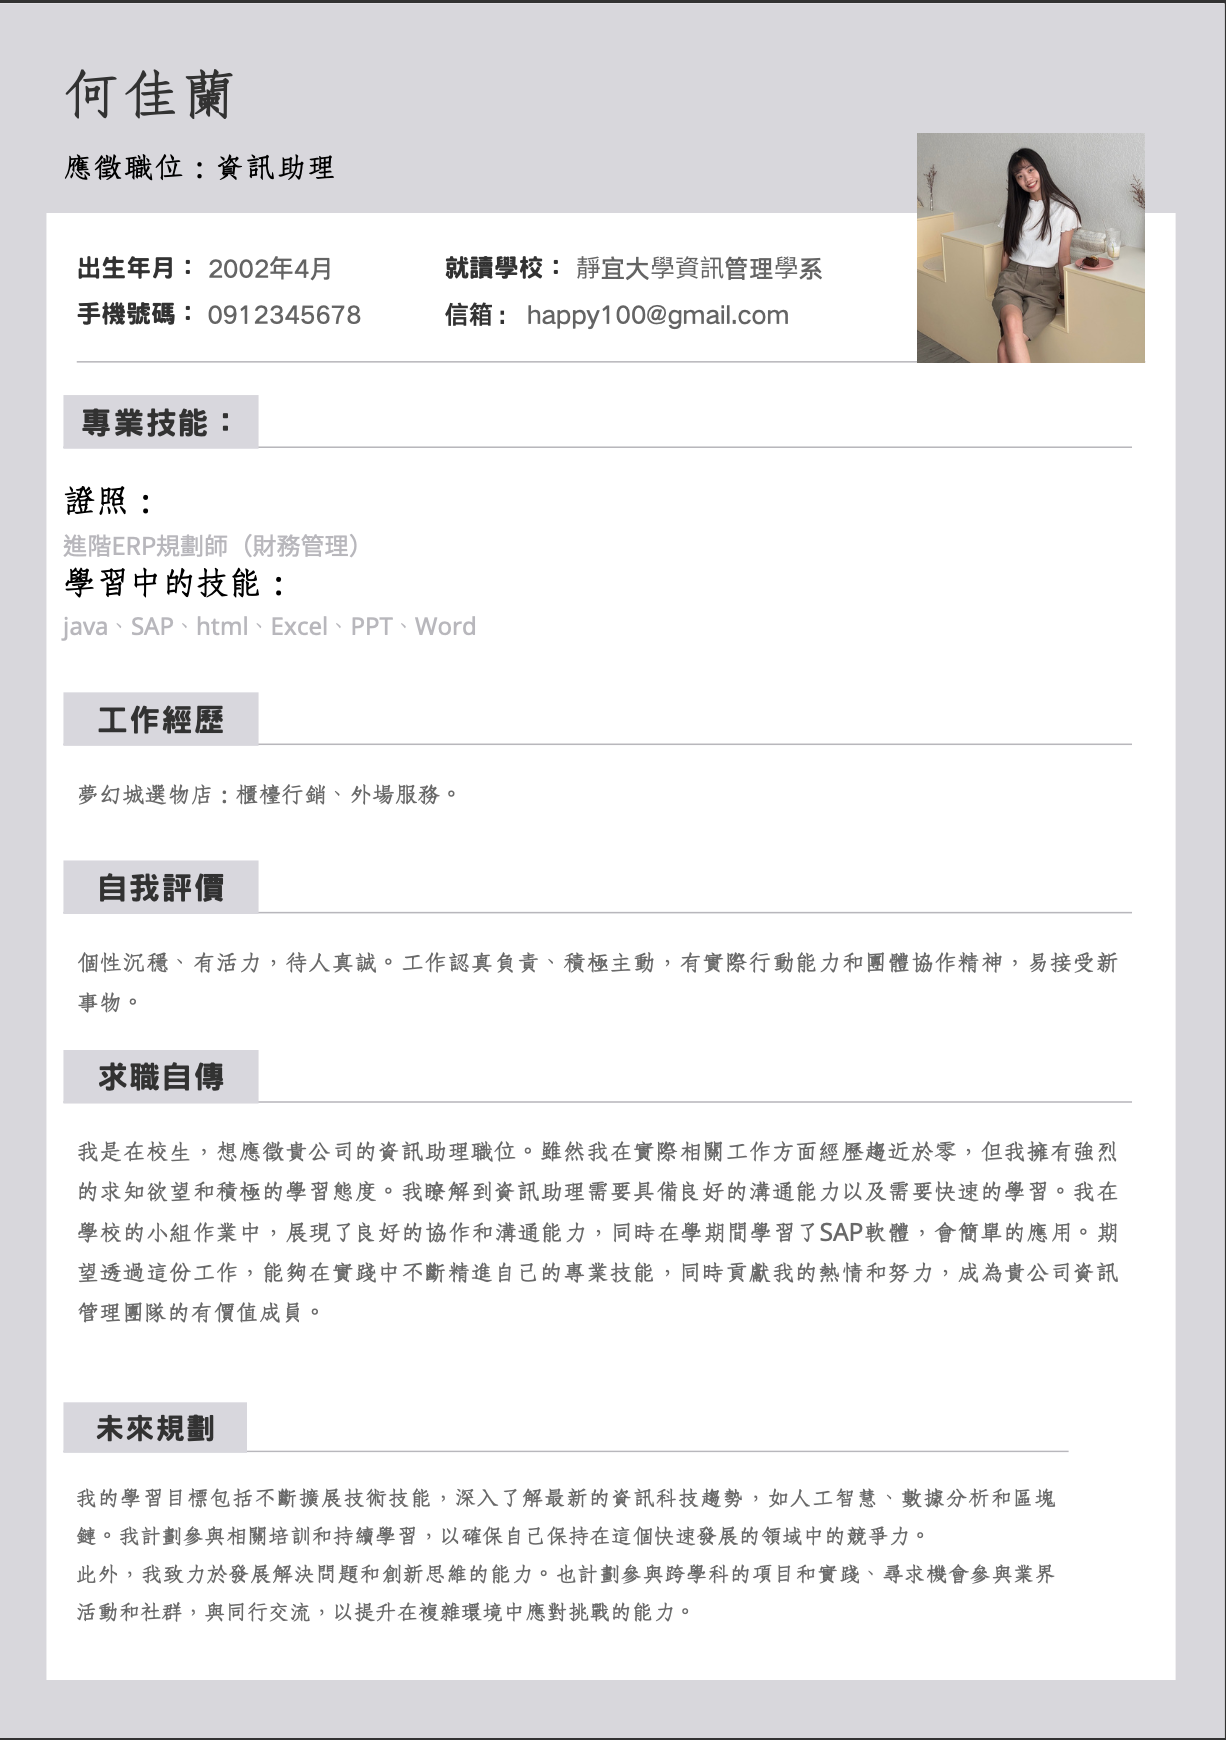 何佳蘭
應徵職位：資訊助理
出生年月： 2002年4月 就讀學校： 靜宜大學資訊管理學系
手機號碼： 0912345678 信箱： happy100@gmail.com
專業技能：
證照：
進階ERP規劃師（財務管理）
學習中的技能：
java、SAP、html、Excel、PPT、Word
工作經歷
夢幻城選物店：櫃檯行銷、外場服務。
自我評價
個性沉穩、有活力，待人真誠。工作認真負責、積極主動，有實際行動能力和團體協作精神，易接受新
事物。
求職自傳
我是在校生，想應徵貴公司的資訊助理職位。雖然我在實際相關工作方面經歷趨近於零，但我擁有強烈
的求知欲望和積極的學習態度。我瞭解到資訊助理需要具備良好的溝通能力以及需要快速的學習。我在
學校的小組作業中，展現了良好的協作和溝通能力，同時在學期間學習了SAP軟體，會簡單的應用。期
望透過這份工作，能夠在實踐中不斷精進自己的專業技能，同時貢獻我的熱情和努力，成為貴公司資訊
管理團隊的有價值成員。
未來規劃
我的學習目標包括不斷擴展技術技能，深入了解最新的資訊科技趨勢，如人工智慧、數據分析和區塊
鏈。我計劃參與相關培訓和持續學習，以確保自己保持在這個快速發展的領域中的競爭力。
此外，我致力於發展解決問題和創新思維的能力。也計劃參與跨學科的項目和實踐、尋求機會參與業界
活動和社群，與同行交流，以提升在複雜環境中應對挑戰的能力。